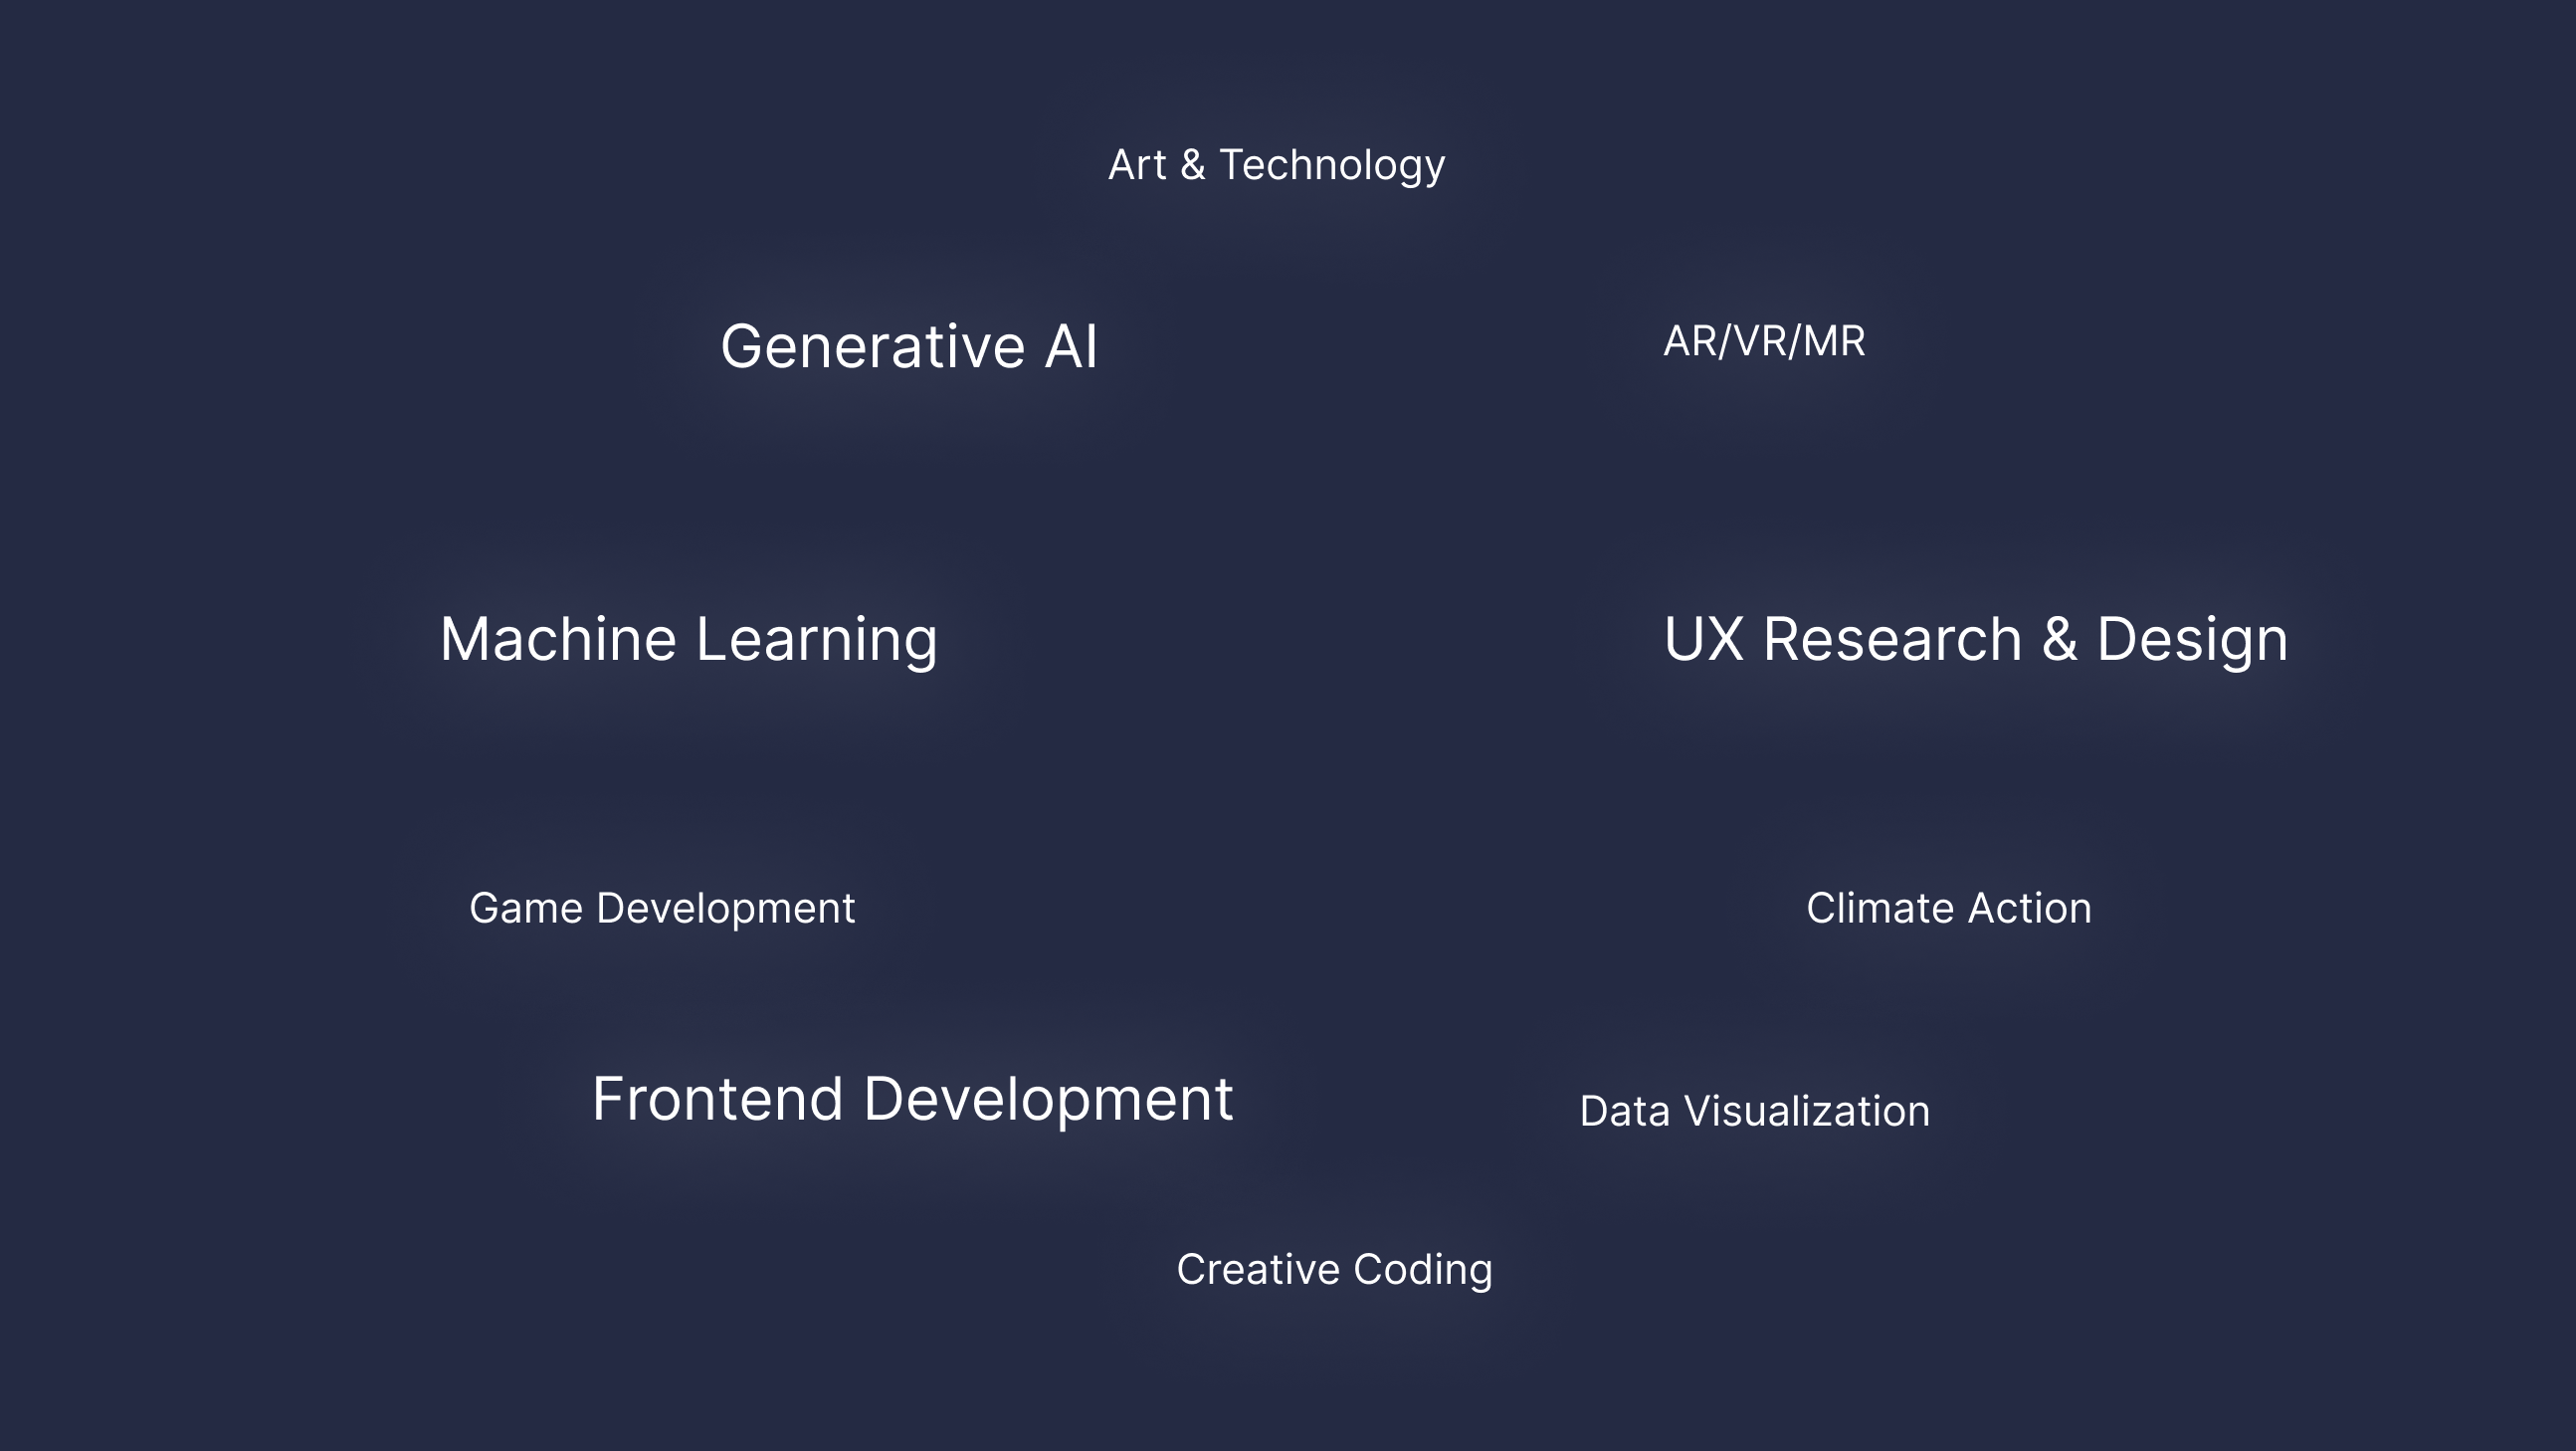 Art & Technology
Generative AI
AR/VR/MR
Machine Learning
UX Research & Design
Game Development
Climate Action
Frontend Development
Data Visualization
Creative Coding